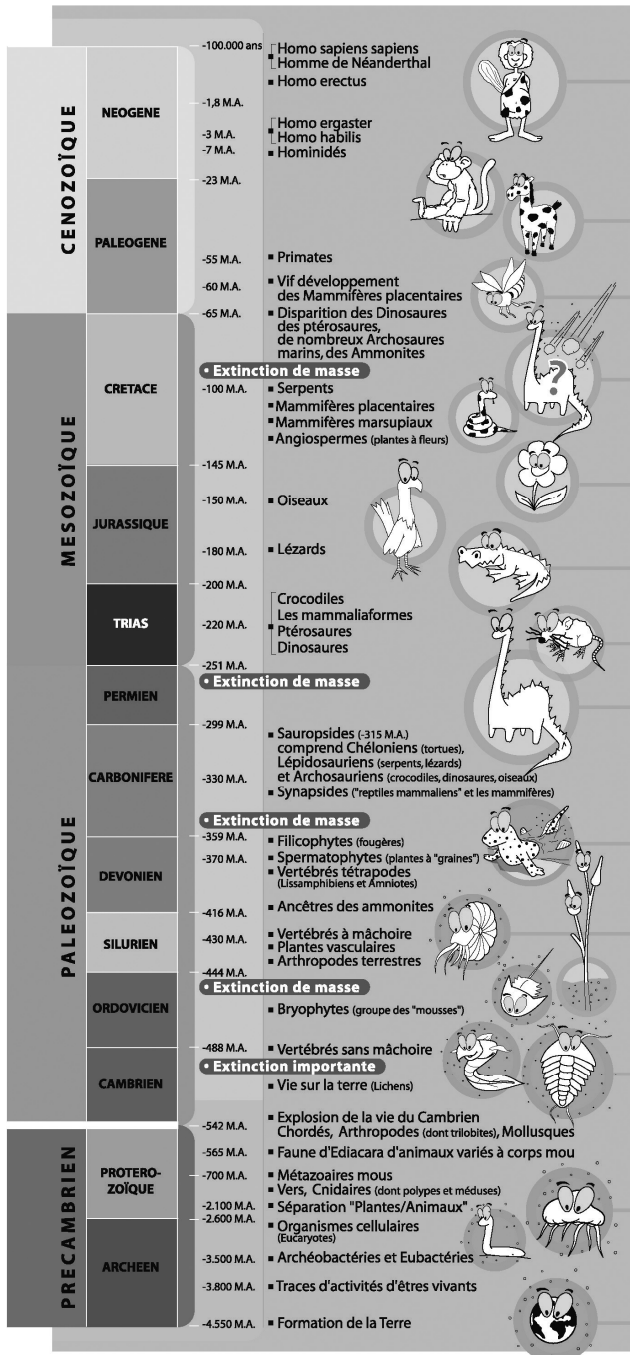 CENOZOÏQUE
NEOGENE
PALEOGENE
-100.000 ans
Homo sapiens sapiens
Homme de Néanderthal
Homo erectus
-1,8 M.A.
Homo ergaster
-3 M.A.
Homo habilis
-7 M.A.
Hominidés
-23 M.A.
-55 M.A.
Primates
-60 M.A.
Vif développement
des Mammifères placentaires
-65 M.A.
Disparition des Dinosaures
des ptérosaures,
de nombreux Archosaures
marins, des Ammonites
MESOZOÏQUE
CRETACE
JURASSIQUE
TRIAS
• Extinction de masse
?
-100 M.A.
Serpents
Mammifères placentaires
Mammifères marsupiaux
Angiospermes (plantes à fleurs)
-145 M.A.
-150 M.A.
Oiseaux
-180 M.A.
Lézards
-200 M.A.
Crocodiles
Les mammaliaformes
-220 M.A.
Ptérosaures
Dinosaures
-251 M.A.
PALEOZOÏQUE
PERMIEN
CARBONIFERE
DEVONIEN
SILURIEN
ORDOVICIEN
CAMBRIEN
• Extinction de masse
-299 M.A.
Sauropsides (-315 M.A.)
comprend Chéloniens (tortues),
Lépidosauriens (serpents, lézards)
-330 M.A.
et Archosauriens (crocodiles, dinosaures, oiseaux)
Synapsides ("reptiles mammaliens" et les mammifères)
• Extinction de masse
-359 M.A.
Filicophytes (fougères)
-370 M.A.
Spermatophytes (plantes à "graines")
Vertébrés tétrapodes
(Lissamphibiens et Amniotes)
-416 M.A.
Ancêtres des ammonites
-430 M.A.
Vertébrés à mâchoire
Plantes vasculaires
Arthropodes terrestres
-444 M.A.
• Extinction de masse
Bryophytes (groupe des "mousses")
-488 M.A.
Vertébrés sans mâchoire
• Extinction importante
Vie sur la terre (Lichens)
-542 M.A.
Explosion de la vie du Cambrien
Chordés, Arthropodes (dont trilobites), Mollusques
PRECAMBRIEN
PROTERO-
ZOÏQUE
ARCHEEN
-565 M.A.
Faune d'Ediacara d'animaux variés à corps mou
-700 M.A.
Métazoaires mous
Vers, Cnidaires (dont polypes et méduses)
-2.100 M.A.
Séparation "Plantes/Animaux"
-2.600 M.A.
Organismes cellulaires
(Eucaryotes)
-3.500 M.A.
Archéobactéries et Eubactéries
-3.800 M.A.
Traces d'activités d'êtres vivants
-4.550 M.A.
Formation de la Terre